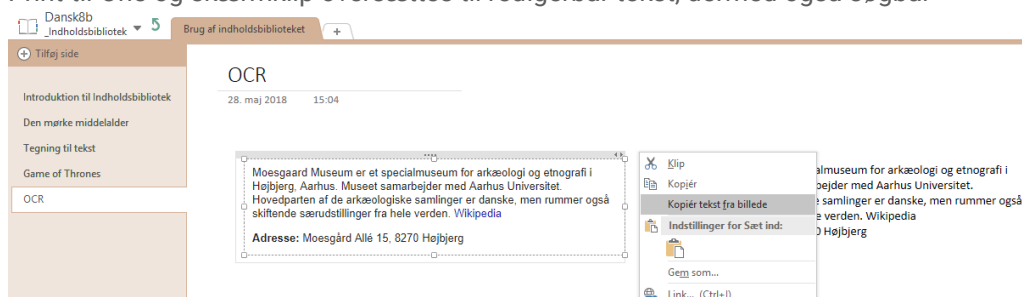 Dansk8b
_Indholdsbibliotek
Brug af indholdsbiblioteket
+
Tilføj side
Introduktion til Indholdsbibliotek
Den mørke middelalder
Tegning til tekst
Game of Thrones
OCR
OCR
28. maj 2018 15:04
Moesgaard Museum er et specialmuseum for arkæologi og etnografi i
Højbjerg, Aarhus. Museet samarbejder med Aarhus Universitet.
Hovedparten af de arkæologiske samlinger er danske, men rummer også
skiftende særudstillinger fra hele verden. Wikipedia
Adresse: Moesgård Allé 15, 8270 Højbjerg
Klip
Kopiér
Kopiér tekst fra billede
Indstillinger for Sæt ind:
Gem som...
Link... (Ctrl+I)
almuseum for arkæologi og etnografi i
bejder med Aarhus Universitet.
samlinger er danske, men rummer også
verden. Wikipedia
Højbjerg